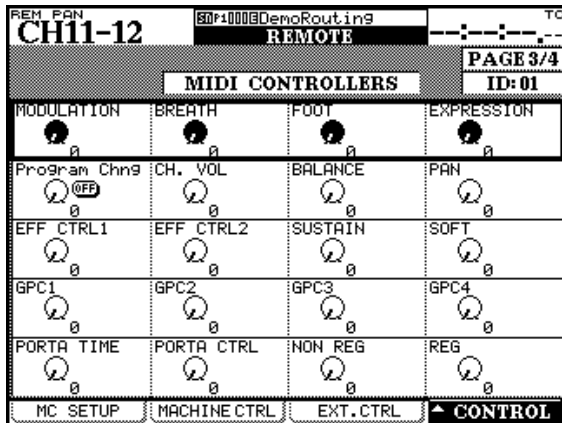 REM PAN
CH11-12
DemoRouting
REMOTE
TC
--:--:--.--
PAGE 3/4
MIDI CONTROLLERS
ID: 01
MODULATION BREATH FOOT EXPRESSION
0 0 0 0
Program Chng CH. VOL BALANCE PAN
OFF
0 0 0 0
EFF CTRL1 EFF CTRL2 SUSTAIN SOFT
0 0 0 0
GPC1 GPC2 GPC3 GPC4
0 0 0 0
PORTA TIME PORTA CTRL NON REG REG
0 0 0 0
MC SETUP MACHINE CTRL EXT.CTRL CONTROL